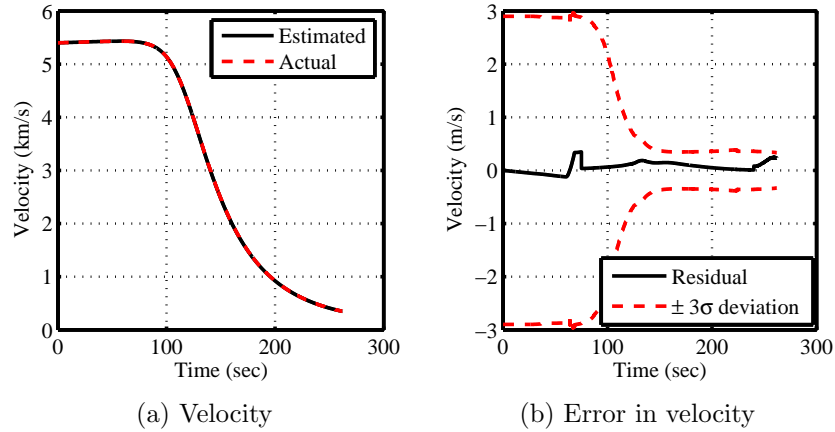 6
5
4
3
2
1
0
Velocity (km/s)
Estimated
Actual
0
100
200
300
Time (sec)
(a) Velocity
3
2
1
0
−1
−2
−3
Velocity (m/s)
Residual
± 3σ deviation
0
100
200
300
Time (sec)
(b) Error in velocity